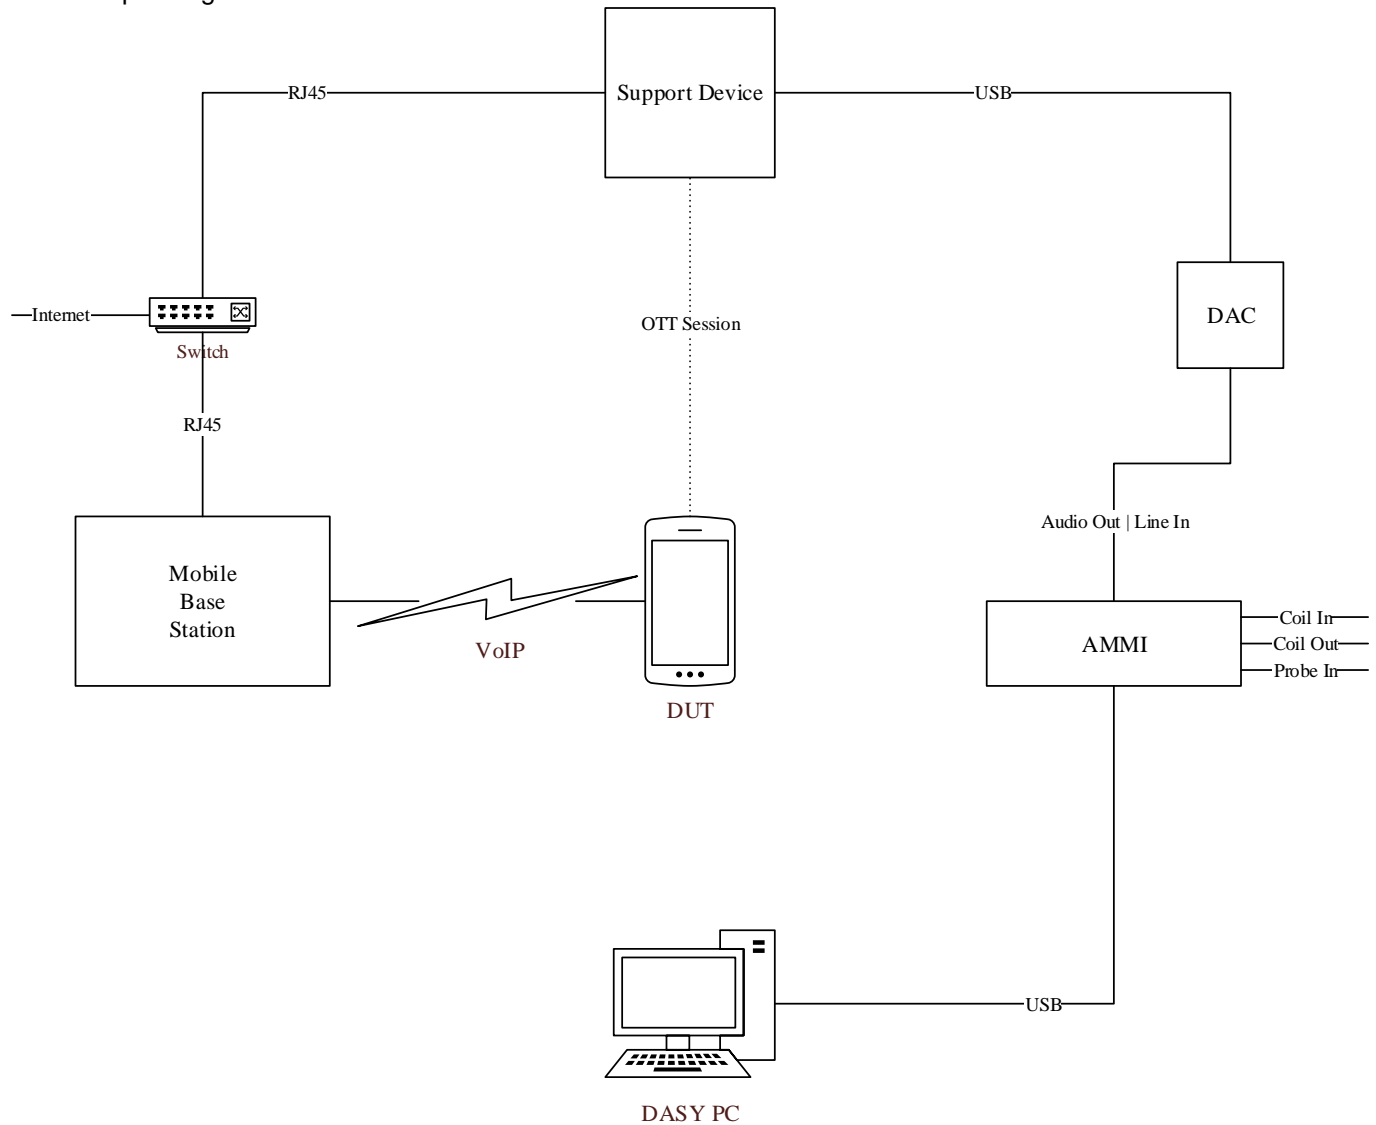 Support Device
RJ45
USB
Internet
Switch
OTT Session
DAC
RJ45
Audio Out | Line In
Mobile
Base
Station
VoIP
DUT
AMMI
Coil In
Coil Out
Probe In
USB
DASY PC